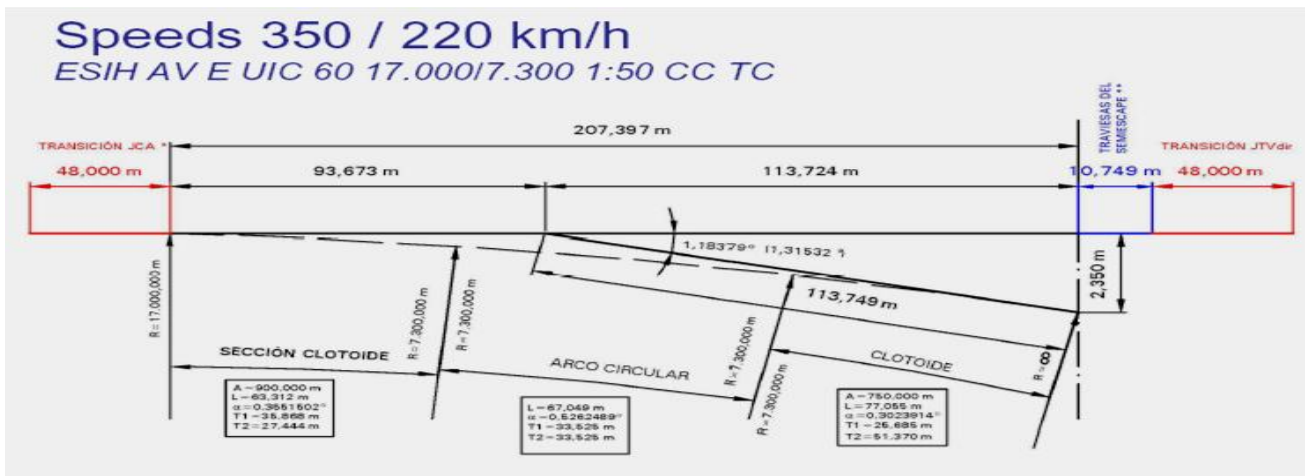 Speeds 350 / 220 km/h
ESIH AV E UIC 60 17.000/7.300 1:50 CC TC
207,397 m
TRAVIESAS DEL
SEMIESCAPE **
TRANSICIÓN JCA *
TRANSICIÓN JTVdir
48,000 m
93,673 m
113,724 m
10,749 m
48,000 m
1,18379° (1,31532
2,350 m
113,749 m
R=17.000,000 m
R=7.300,000 m
R=7.300,000 m
R=7.300,000 m
R=7.300,000 m
R=∞
SECCIÓN CLOTOIDE
ARCO CIRCULAR
CLOTOIDE
A=900,000 m
L=63,312 m
α=0,3551502°
T1=35,868 m
T2=27,444 m
L=67,049 m
α=0,5262489°
T1=33,525 m
T2=33,525 m
A=750,000 m
L=77,055 m
α=0,3023914°
T1=25,685 m
T2=51,370 m